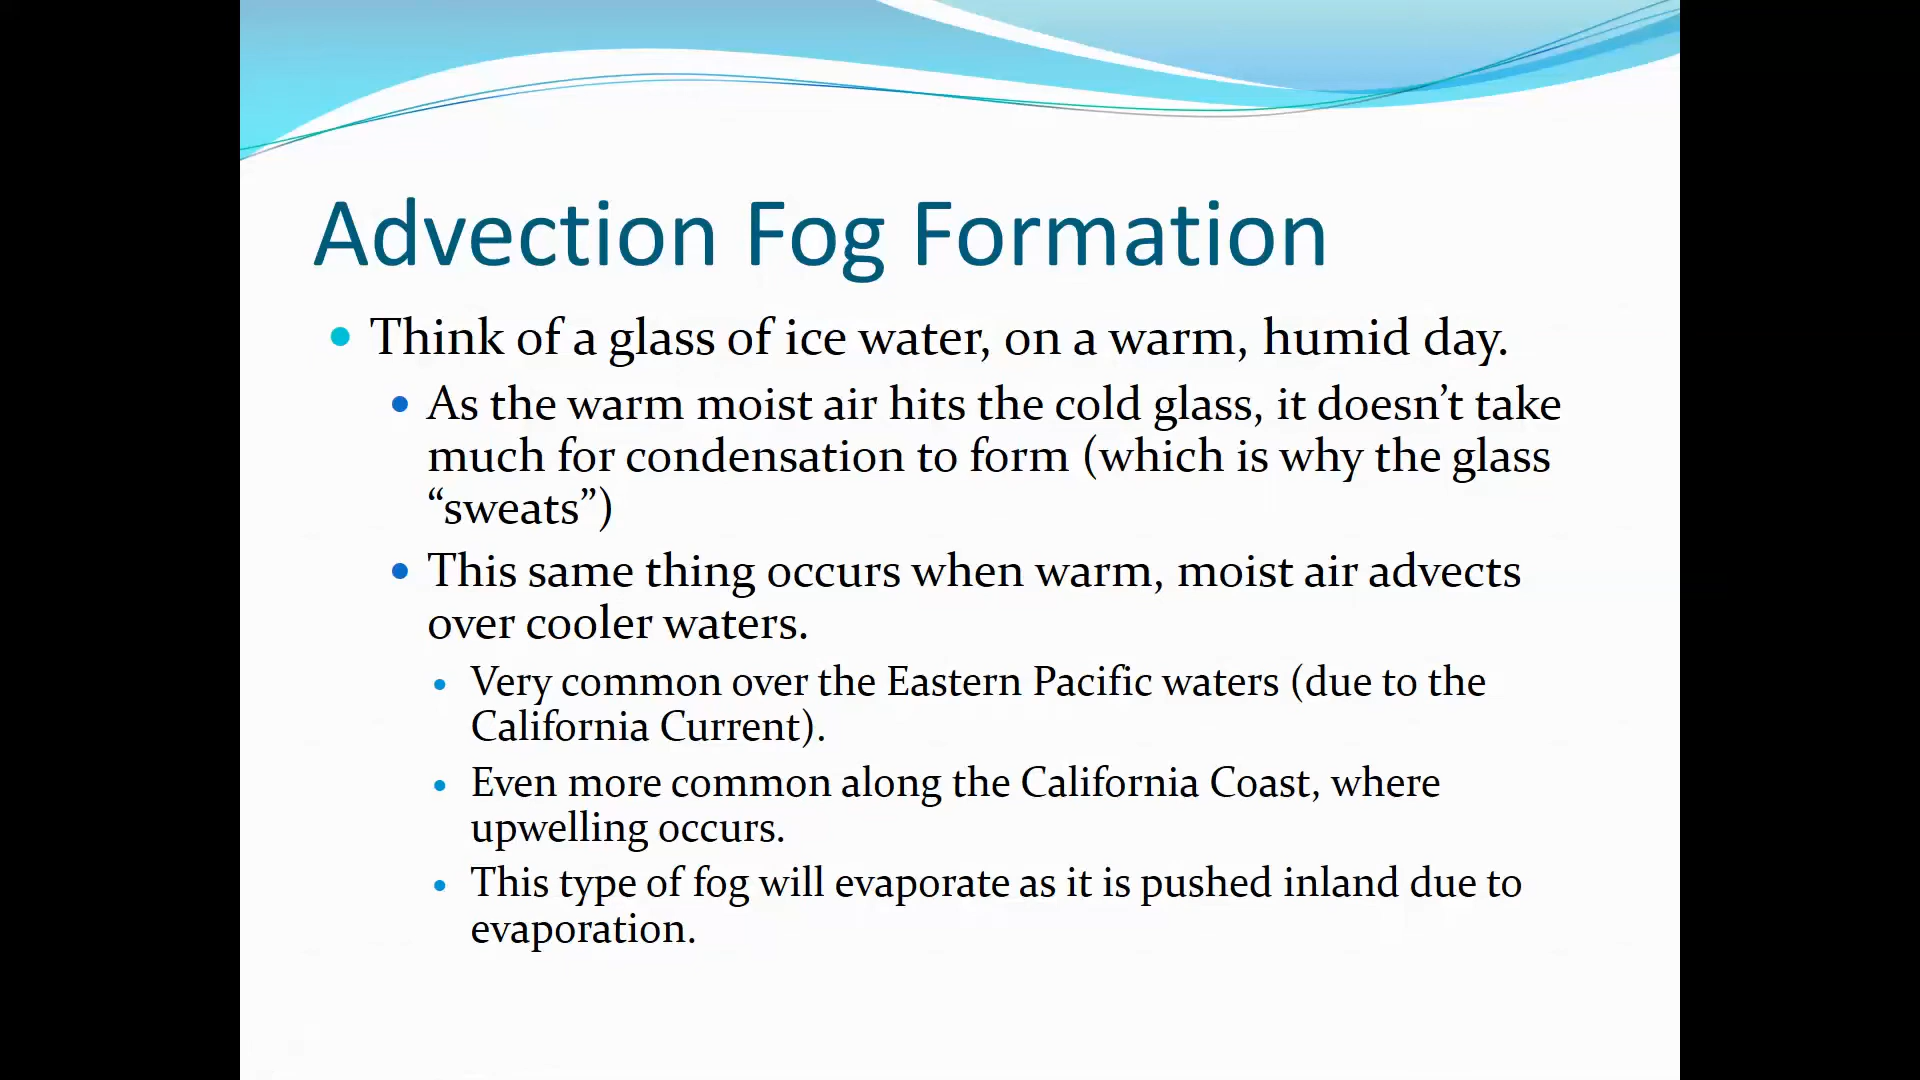 Advection Fog Formation
Think of a glass of ice water, on a warm, humid day.
As the warm moist air hits the cold glass, it doesn’t take
much for condensation to form (which is why the glass
“sweats”)
This same thing occurs when warm, moist air advects
over cooler waters.
Very common over the Eastern Pacific waters (due to the
California Current).
Even more common along the California Coast, where
upwelling occurs.
This type of fog will evaporate as it is pushed inland due to
evaporation.